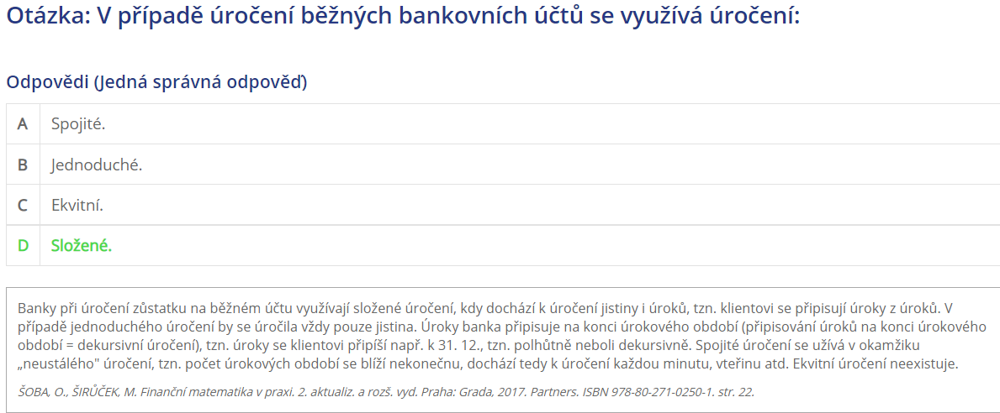 Otázka: V případě úročení běžných bankovních účtů se využívá úročení:
Odpovědi (Jedná správná odpověď)
A Spojité.
B Jednoduché.
C Ekvitní.
D Složené.
Banky při úročení zůstatku na běžném účtu využívají složené úročení, kdy dochází k úročení jistiny i úroků, tzn. klientovi se připisují úroky z úroků. V
případě jednoduchého úročení by se úročila vždy pouze jistina. Úroky banka připisuje na konci úrokového období (připisování úroků na konci úrokového
období = dekursivní úročení), tzn. úroky se klientovi připíší např. k 31. 12., tzn. polhůtně neboli dekursivně. Spojité úročení se užívá v okamžiku
„neustálého" úročení, tzn. počet úrokových období se blíží nekonečnu, dochází tedy k úročení každou minutu, vteřinu atd. Ekvitní úročení neexistuje.
ŠOBA, O., ŠIRŮČEK, M. Finanční matematika v praxi. 2. aktualiz. a rozš. vyd. Praha: Grada, 2017. Partners. ISBN 978-80-271-0250-1. str. 22.